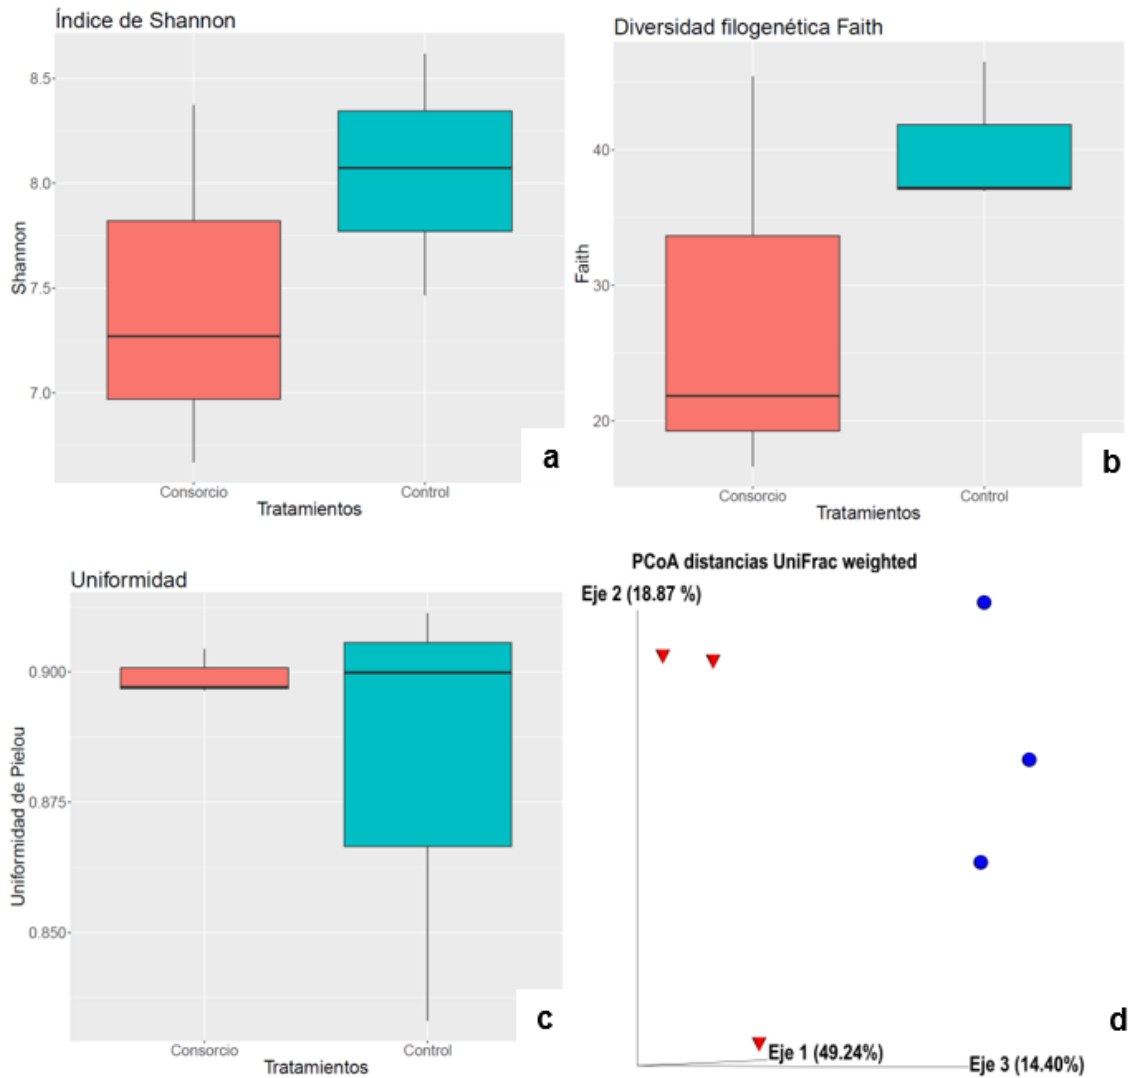 Índice de Shannon
8.5
8.0
7.5
7.0
Shannon
Consorcio
Control
Tratamientos
a
Diversidad filogenética Faith
40
30
20
Faith
Consorcio
Control
Tratamientos
b
Uniformidad
0.900
0.875
0.850
Uniformidad de Pielou
Consorcio
Control
Tratamientos
c
PCoA distancias UniFrac weighted
Eje 2 (18.87 %)
Eje 1 (49.24%)
Eje 3 (14.40%)
d